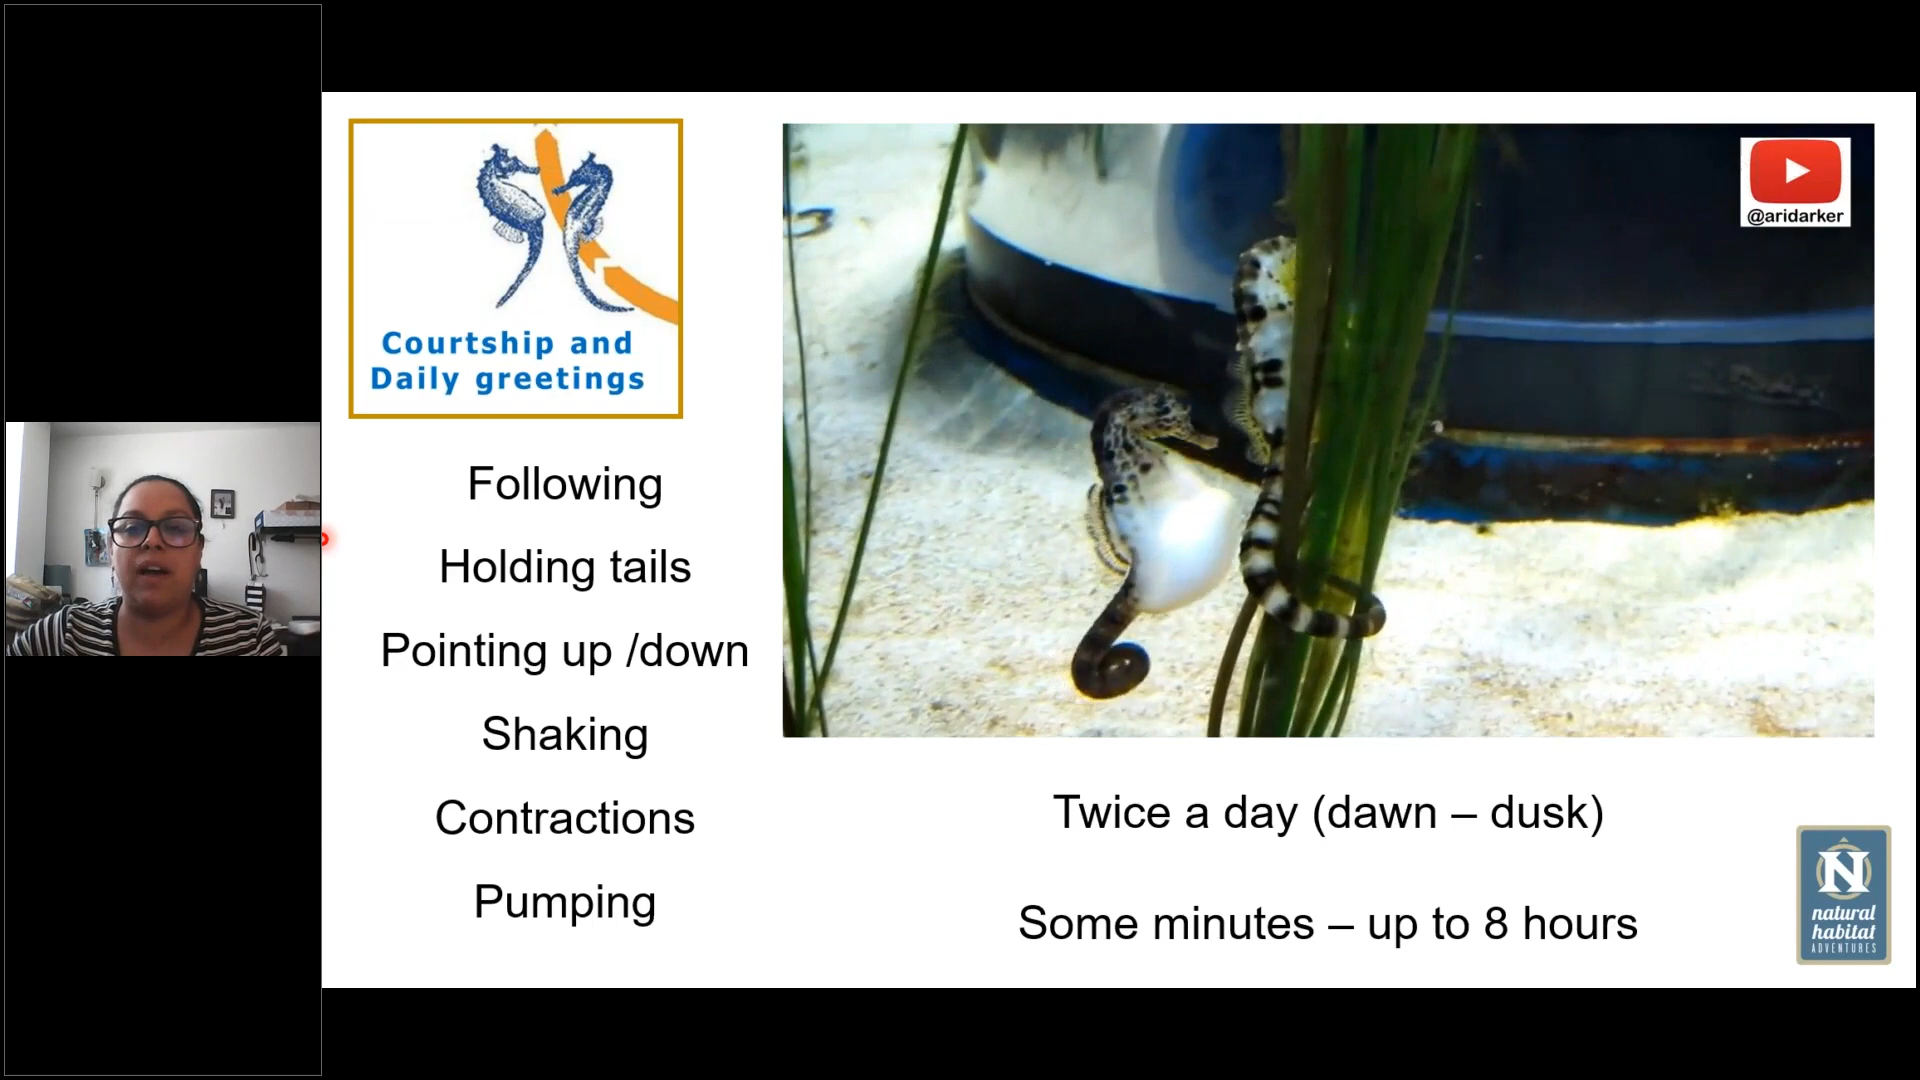 Courtship and
Daily greetings
Following
Holding tails
Pointing up /down
Shaking
Contractions
Pumping
@aridarker
Twice a day (dawn – dusk)
Some minutes – up to 8 hours
N
natural
habitat
ADVENTURES